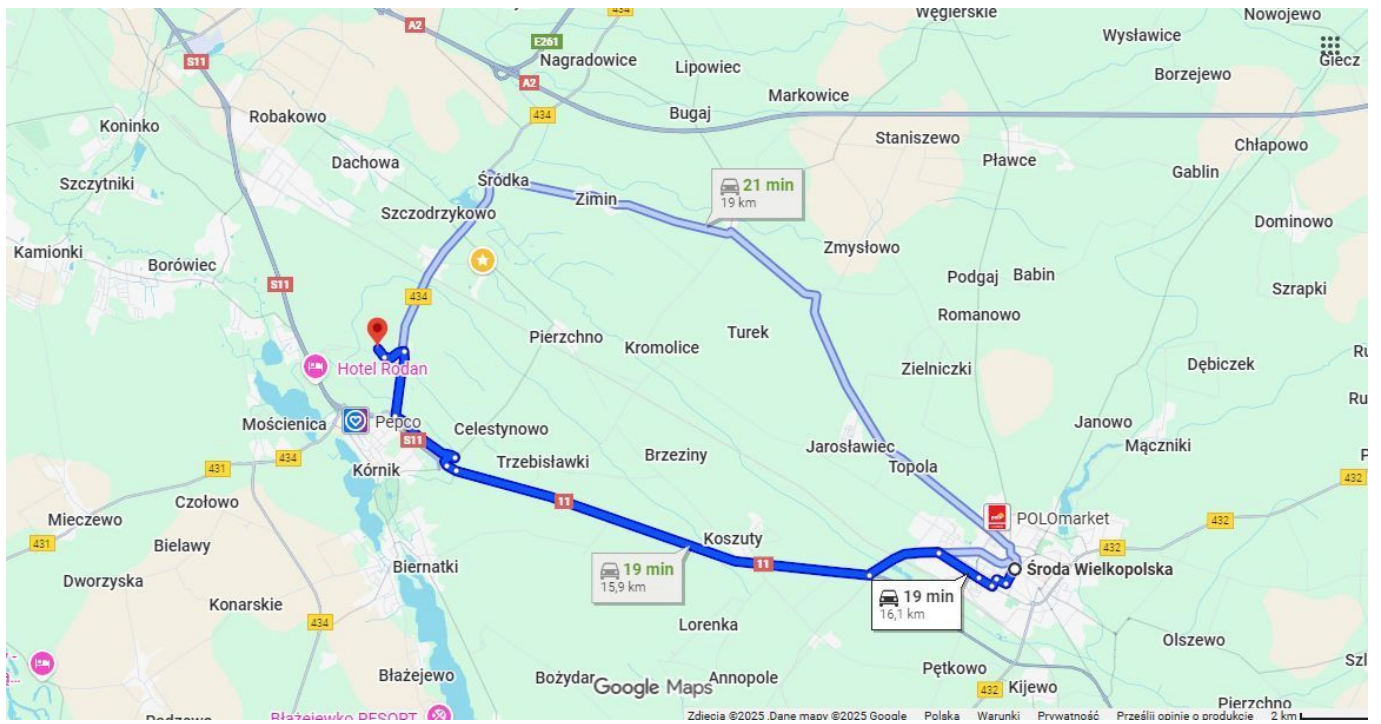 434
Węgierskie
Nowojewo
A2
Wysławice
E261
S11
Nagradowice
Lipowiec
Giecz
A2
Borzejewo
Markowice
434
Bugaj
Robakowo
Koninko
Staniszewo
Chłapowo
Dachowa
Pławce
Gablin
Szczytniki
Śródka
21 min
Zimin
19 km
Szczodrzykowo
Dominowo
Zmysłowo
Kamionki
Borówiec
Podgaj
Babin
S11
Szrapki
434
Romanowo
Pierzchno
Turek
Kromolice
Dębiczek
Hotel Rodan
Zielniczki
Mościenica
Pepco
Celestynowo
Janowo
S11
Jarosławiec
Mączniki
434
Trzebisławki
Brzeziny
431
Kórnik
Topola
432
Czołowo
11
Mieczewo
POLOmarket
432
431
Bielawy
Koszuty
432
Biernatki
11
19 min
15,9 km
Środa Wielkopolska
Dworzyska
19 min
16,1 km
Konarskie
434
Lorenka
Olszewo
Pętkowo
Błażejewo
Bożydar
Google Maps
Annopole
432
Kijewo
Pierzchno
Błażejewko RESORT
Zdjęcia ©2025 ,Dane mapy ©2025 Google Polska Warunki Prywatność Prześlij opinię o produkcie 2 km